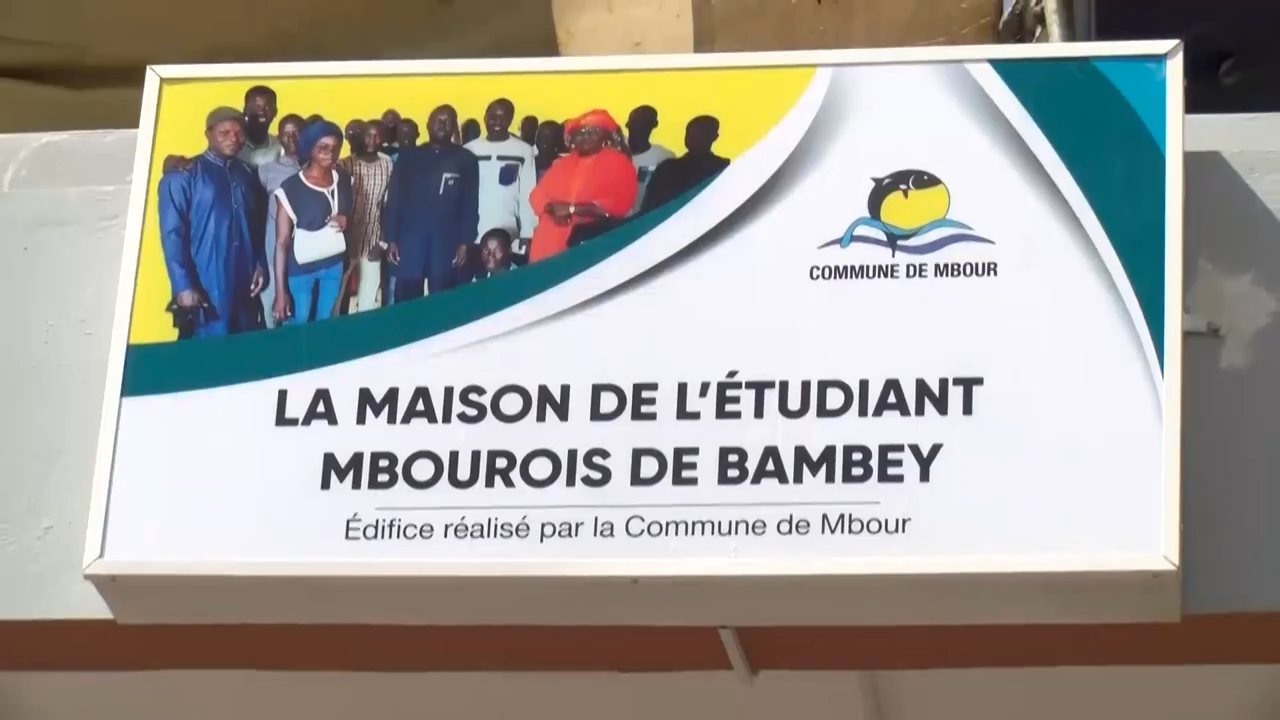 COMMUNE DE MBOUR
LA MAISON DE L'ÉTUDIANT
MBOUROIS DE BAMBEY
Édifice réalisé par la Commune de Mbour